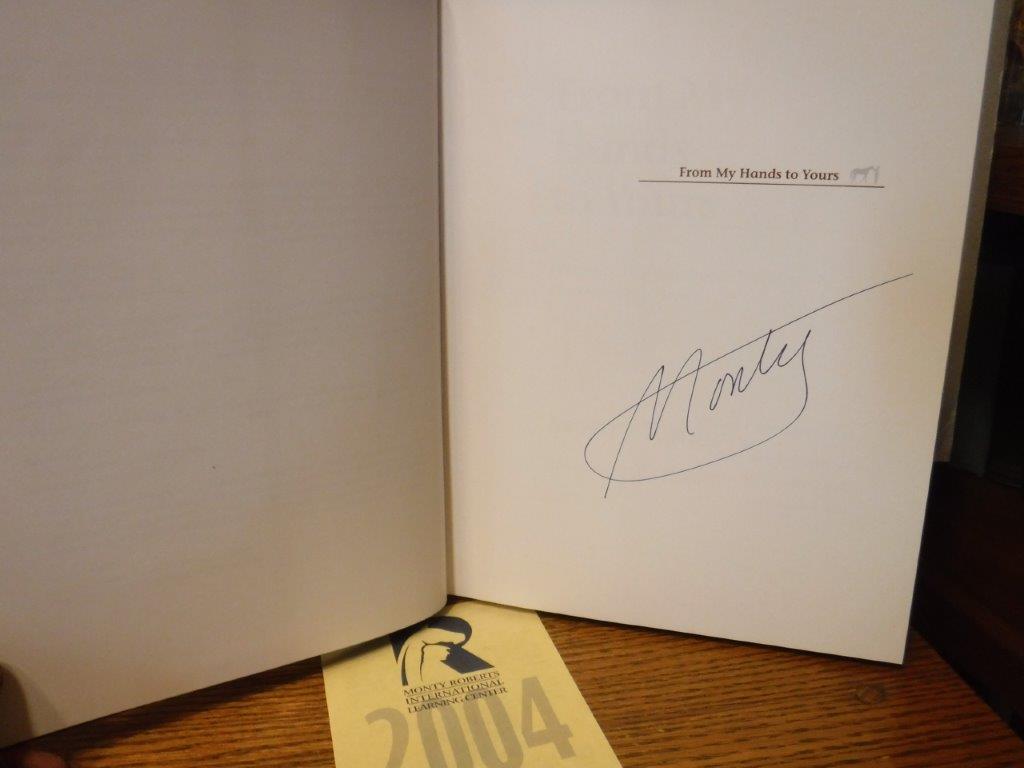 From My Hands to Yours
Monty
MONTY ROBERTS
INTERNATIONAL
LEARNING CENTER
2004